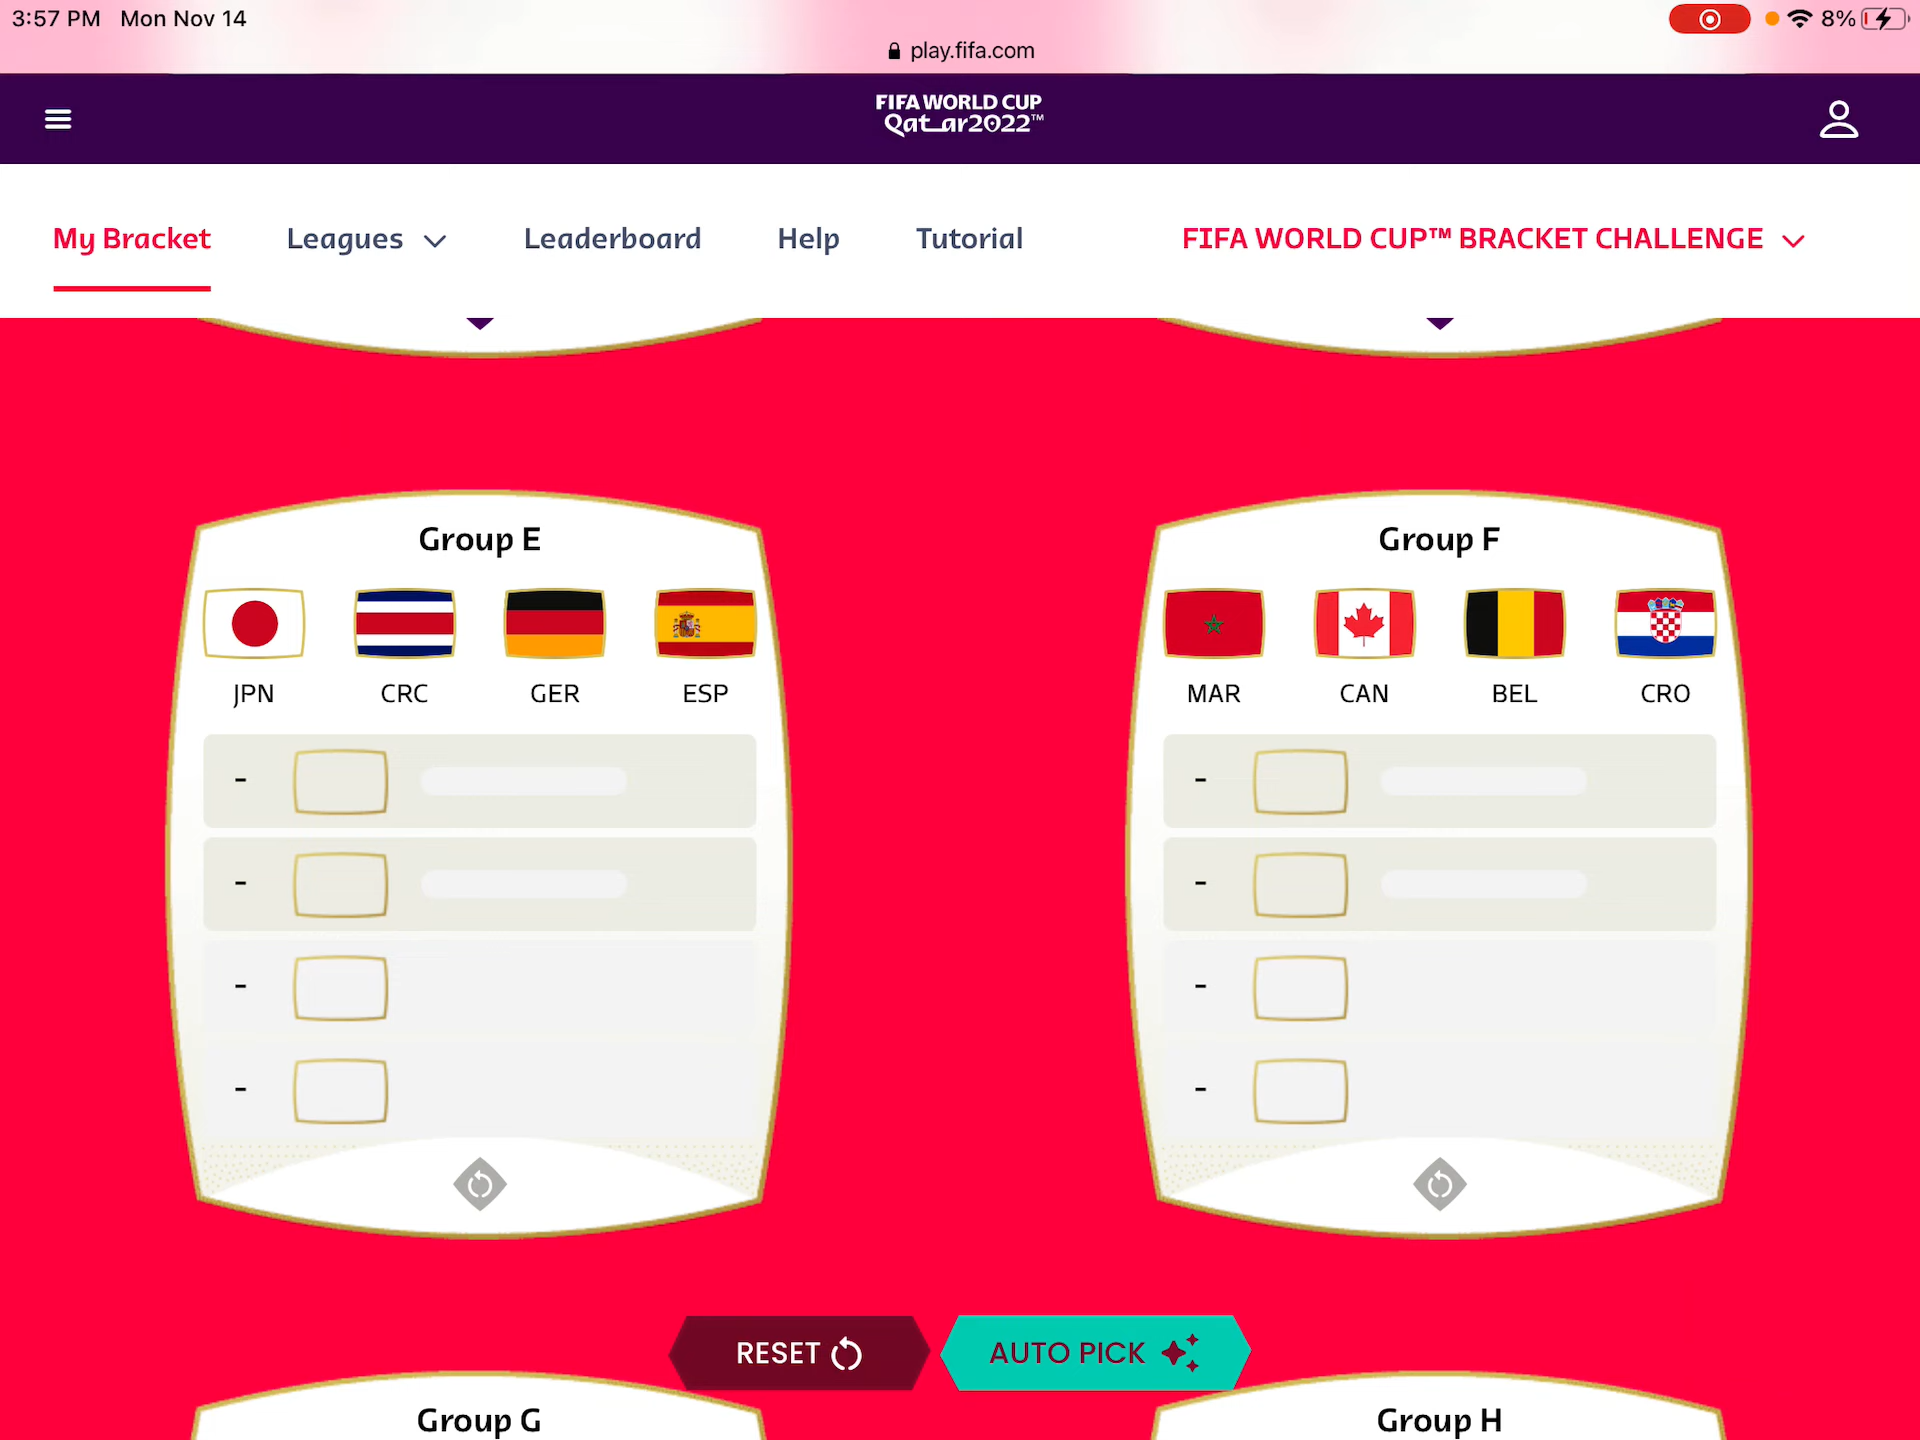 3:57 PM Mon Nov 14
8%
play.fifa.com
FIFA WORLD CUP
Qatar2022™
My Bracket Leagues Leaderboard Help Tutorial FIFA WORLD CUP™ BRACKET CHALLENGE
Group E
JPN CRC GER ESP
-
-
-
-
Group F
MAR CAN BEL CRO
-
-
-
-
RESET AUTO PICK
Group G
Group H